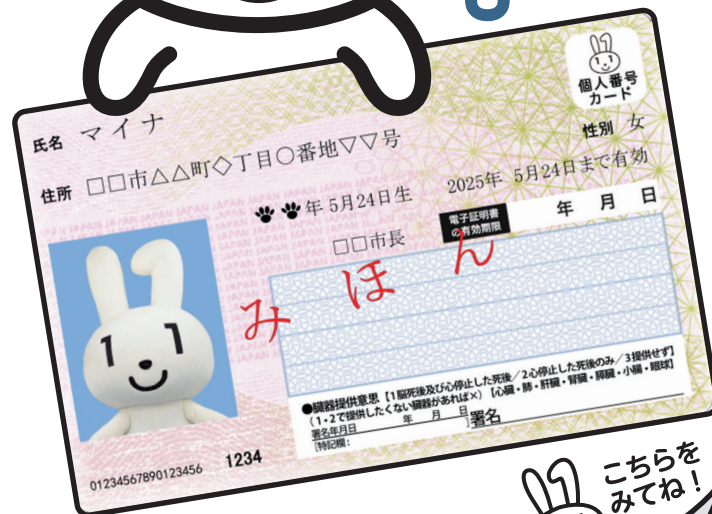 個人番号
カード
氏名 マイナ
性別 女
住所 □□市△△町◇丁目○番地▽▽号
年 5月24日生
2025年 5月24日まで有効
□□市長
電子証明書
の有効期限
年 月 日
みほん
●臓器提供意思【1脳死後及び心停止した死後／2心停止した死後のみ／3提供せず】
（1・2で提供したくない臓器があれば×）【心臓・肺・肝臓・腎臓・膵臓・小腸・眼球】
署名年月日 年 月 日 署名
[特記欄： ]
01234567890123456 1234
こちらを
みてね！